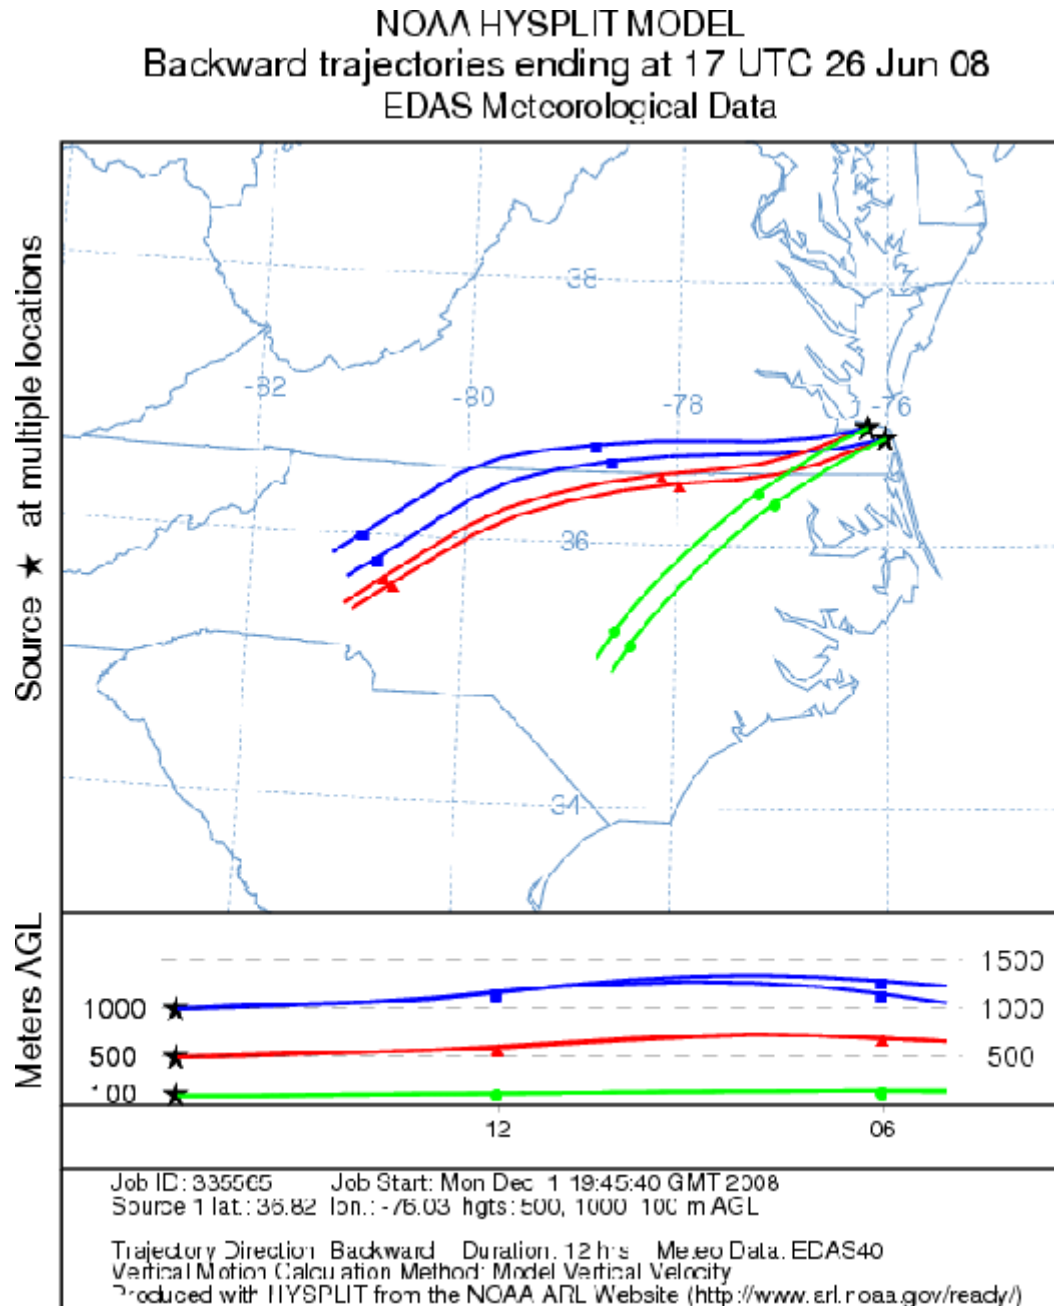 NOAA HYSPLIT MODEL
Backward trajectories ending at 17 UTC 26 Jun 08
EDAS Meteorological Data
Source ★ at multiple locations
38
-82
-80
-78
-76
36
34
Meters AGL
1500
1000
1000
500
500
100
12
06
Job ID: 335565 Job Start: Mon Dec 1 19:45:40 GMT 2008
Source 1 lat.: 36.82 lon.: -76.03 hgts: 500, 1000, 100 m AGL
Trajectory Direction: Backward Duration: 12 hrs Meteo Data: EDAS40
Vertical Motion Calculation Method: Model Vertical Velocity
Produced with HYSPLIT from the NOAA ARL Website (http://www.arl.noaa.gov/ready/)